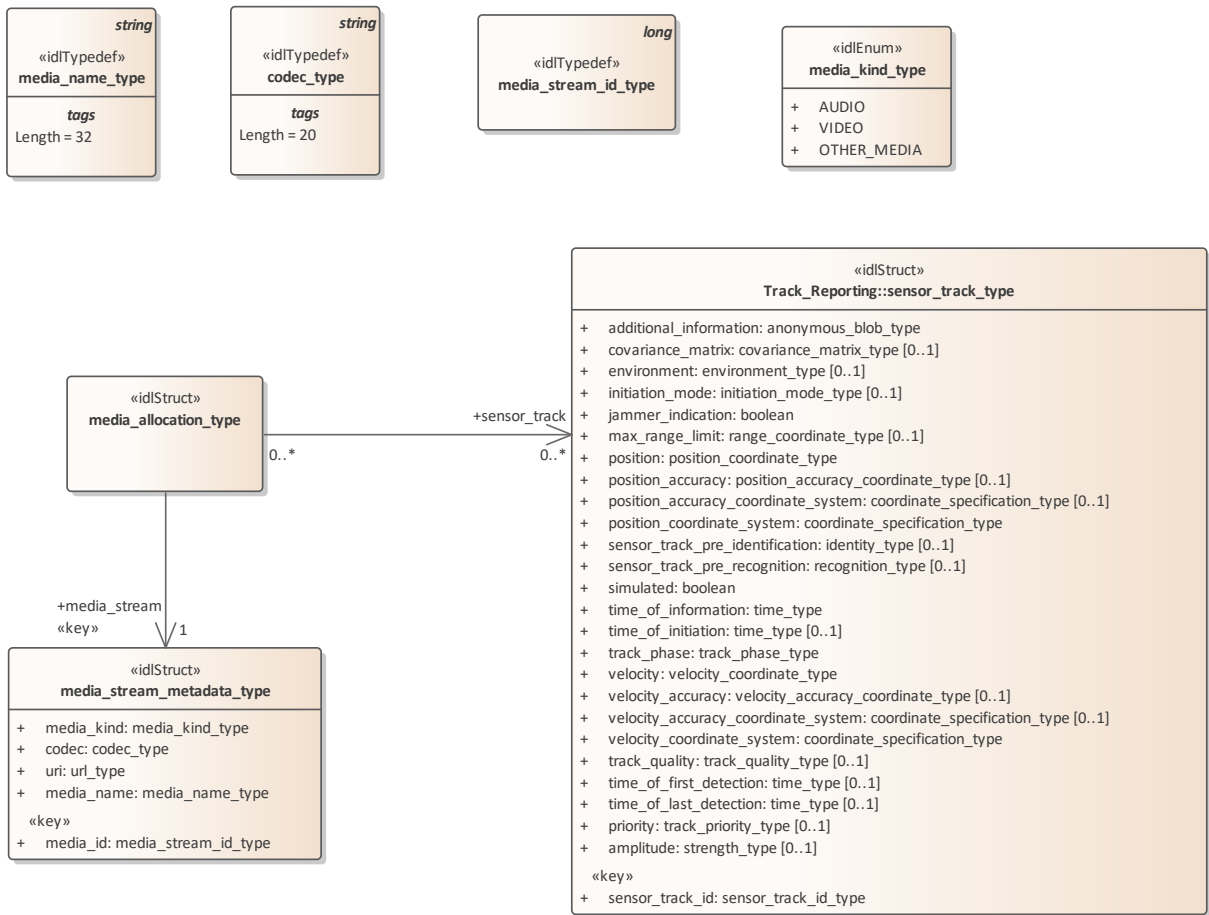 string
«idlTypedef»
media_name_type
tags
Length = 32
string
«idlTypedef»
codec_type
tags
Length = 20
long
«idlTypedef»
media_stream_id_type
«idlEnum»
media_kind_type
+ AUDIO
+ VIDEO
+ OTHER_MEDIA
«idlStruct»
media_allocation_type
+sensor_track
0..*
0..*
+media_stream
«key»
1
«idlStruct»
media_stream_metadata_type
+ media_kind: media_kind_type
+ codec: codec_type
+ uri: url_type
+ media_name: media_name_type
«key»
+ media_id: media_stream_id_type
«idlStruct»
Track_Reporting::sensor_track_type
+ additional_information: anonymous_blob_type
+ covariance_matrix: covariance_matrix_type [0..1]
+ environment: environment_type [0..1]
+ initiation_mode: initiation_mode_type [0..1]
+ jammer_indication: boolean
+ max_range_limit: range_coordinate_type [0..1]
+ position: position_coordinate_type
+ position_accuracy: position_accuracy_coordinate_type [0..1]
+ position_accuracy_coordinate_system: coordinate_specification_type [0..1]
+ position_coordinate_system: coordinate_specification_type
+ sensor_track_pre_identification: identity_type [0..1]
+ sensor_track_pre_recognition: recognition_type [0..1]
+ simulated: boolean
+ time_of_information: time_type
+ time_of_initiation: time_type [0..1]
+ track_phase: track_phase_type
+ velocity: velocity_coordinate_type
+ velocity_accuracy: velocity_accuracy_coordinate_type [0..1]
+ velocity_accuracy_coordinate_system: coordinate_specification_type [0..1]
+ velocity_coordinate_system: coordinate_specification_type
+ track_quality: track_quality_type [0..1]
+ time_of_first_detection: time_type [0..1]
+ time_of_last_detection: time_type [0..1]
+ priority: track_priority_type [0..1]
+ amplitude: strength_type [0..1]
«key»
+ sensor_track_id: sensor_track_id_type